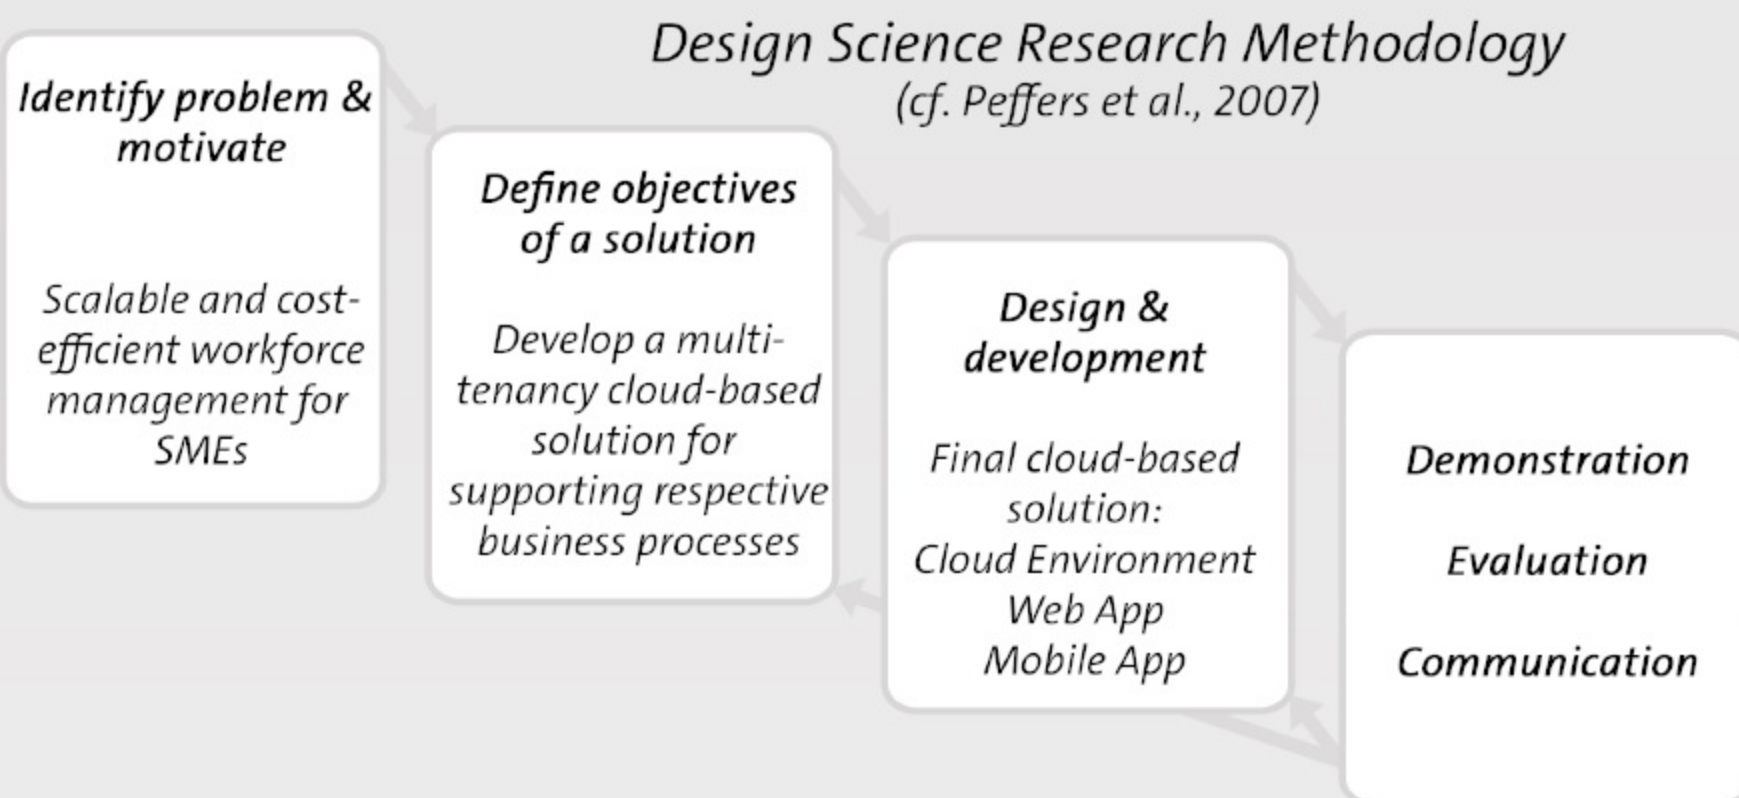 Design Science Research Methodology
(cf. Peffers et al., 2007)
Identify problem &
motivate
Scalable and cost-
efficient workforce
management for
SMEs
Define objectives
of a solution
Develop a multi-
tenancy cloud-based
solution for
supporting respective
business processes
Design &
development
Final cloud-based
solution:
Cloud Environment
Web App
Mobile App
Demonstration
Evaluation
Communication